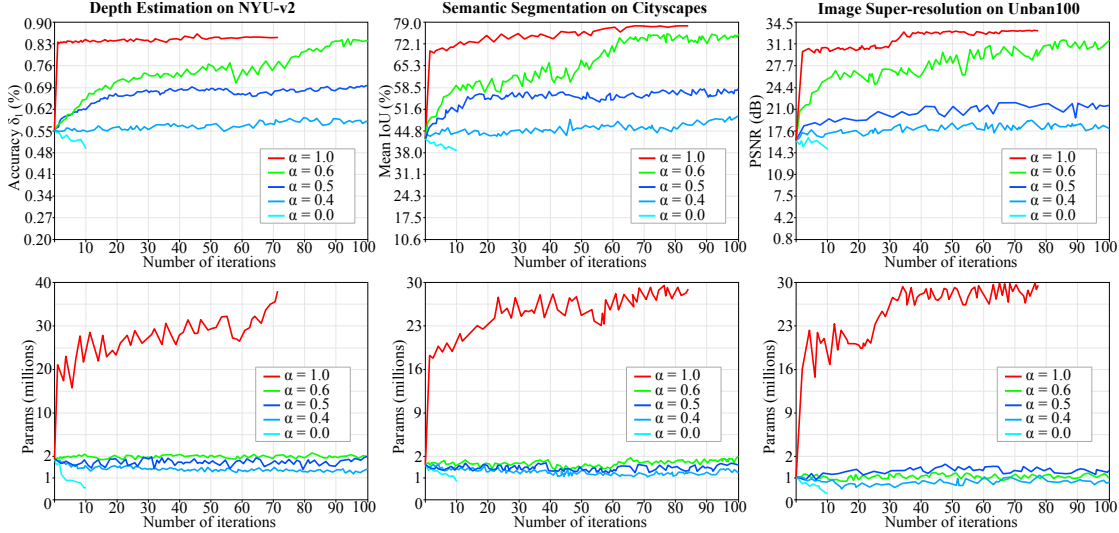 Depth Estimation on NYU-v2
Accuracy δ₁ (%)
0.90
0.83
0.76
0.69
0.62
0.55
0.48
0.41
0.34
0.27
0.20
α = 1.0
α = 0.6
α = 0.5
α = 0.4
α = 0.0
10 20 30 40 50 60 70 80 90 100
Number of iterations
Semantic Segmentation on Cityscapes
Mean IoU (%)
79.0
72.1
65.3
58.5
51.6
44.8
38.0
31.1
24.3
17.5
10.6
α = 1.0
α = 0.6
α = 0.5
α = 0.4
α = 0.0
10 20 30 40 50 60 70 80 90 100
Number of iterations
Image Super-resolution on Unban100
PSNR (dB)
34.5
31.1
27.7
24.4
21.0
17.6
14.3
10.9
7.5
4.2
0.8
α = 1.0
α = 0.6
α = 0.5
α = 0.4
α = 0.0
10 20 30 40 50 60 70 80 90 100
Number of iterations
Params (millions)
40
30
20
10
2
1
α = 1.0
α = 0.6
α = 0.5
α = 0.4
α = 0.0
10 20 30 40 50 60 70 80 90 100
Number of iterations
Params (millions)
30
23
16
9
2
1
α = 1.0
α = 0.6
α = 0.5
α = 0.4
α = 0.0
10 20 30 40 50 60 70 80 90 100
Number of iterations
Params (millions)
30
23
16
9
2
1
α = 1.0
α = 0.6
α = 0.5
α = 0.4
α = 0.0
10 20 30 40 50 60 70 80 90 100
Number of iterations